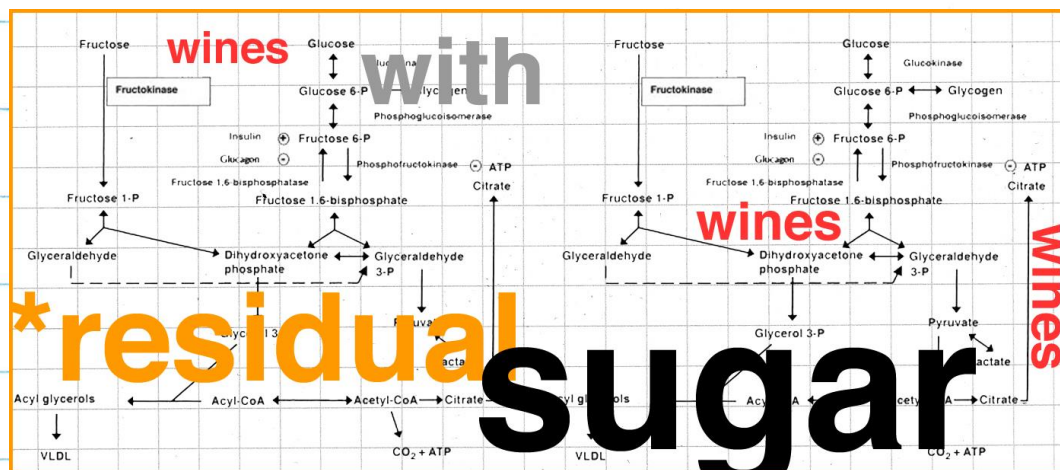 Fructose wines Glucose with Fructose Glucose
Glucokinase
Fructokinase Glucose 6-P Glycogen Fructokinase Glucose 6-P Glycogen
Phosphoglucoisomerase Phosphoglucoisomerase
Insulin + Fructose 6-P Insulin + Fructose 6-P
Glucagon - Phosphofructokinase - ATP Glucagon - Phosphofructokinase - ATP
Fructose 1,6-bisphosphatase Citrate Fructose 1,6-bisphosphatase Citrate
Fructose 1-P Fructose 1,6-bisphosphate Fructose 1-P Fructose 1,6-bisphosphate
wines
wines
Glyceraldehyde Dihydroxyacetone phosphate Glyceraldehyde 3-P Glyceraldehyde Dihydroxyacetone phosphate Glyceraldehyde 3-P
*residual
Glycerol 3-P Pyruvate
sugar
Acyl glycerols Acyl-CoA Acetyl-CoA Citrate glycerols Citrate
VLDL CO2 + ATP VLDL CO2 + ATP